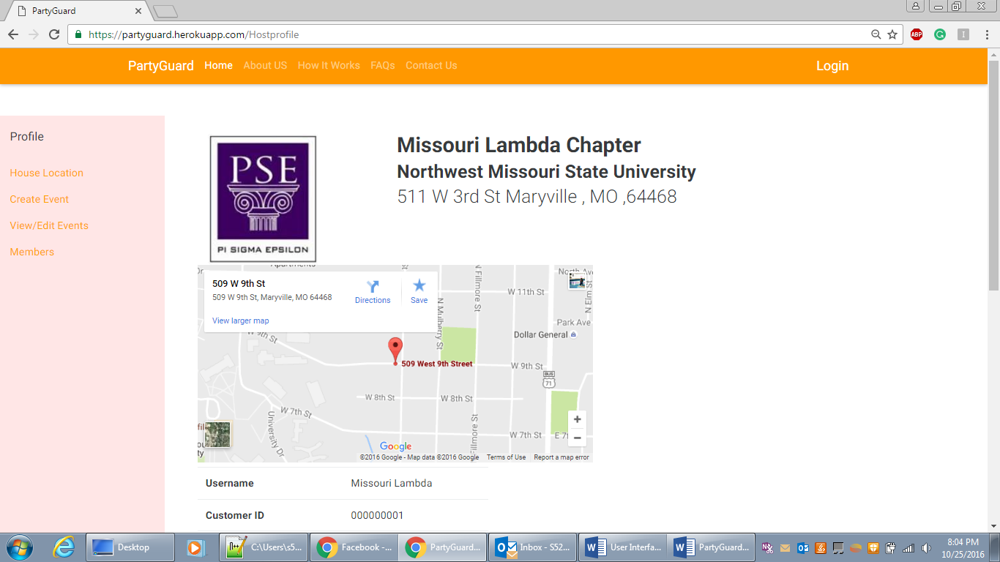 PartyGuard
https://partyguard.herokuapp.com/Hostprofile
ABP
PartyGuard Home About US How It Works FAQs Contact Us Login
Profile
House Location
Create Event
View/Edit Events
Members
PSE
PI SIGMA EPSILON
Missouri Lambda Chapter
Northwest Missouri State University
511 W 3rd St Maryville , MO ,64468
509 W 9th St
509 W 9th St, Maryville, MO 64468
Directions
Save
View larger map
N Mulberry St
N Fillmore St
W 11th St
N Elm St
Park Ave
Dollar General
W 9th St
509 West 9th Street
W 9th St
BUS
71
W 8th St
W 8th St
W 7th St
University Dr
Fillmore St
W 7th St
Google
©2016 Google - Map data ©2016 Google Terms of Use Report a map error
Username Missouri Lambda
Customer ID 000000001
Desktop
C:\Users\s5...
Facebook -...
PartyGuard...
Inbox - S52...
User Interfa...
PartyGuard...
8:04 PM
10/25/2016